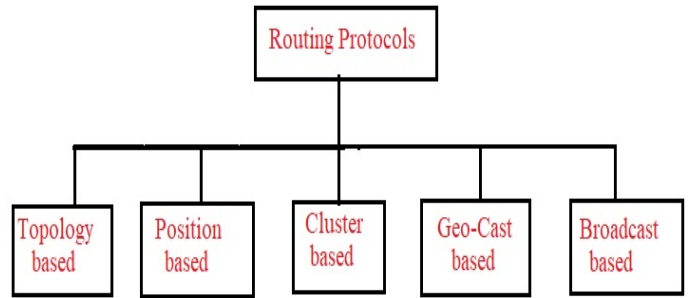 Routing Protocols
Topology
based
Position
based
Cluster
based
Geo-Cast
based
Broadcast
based